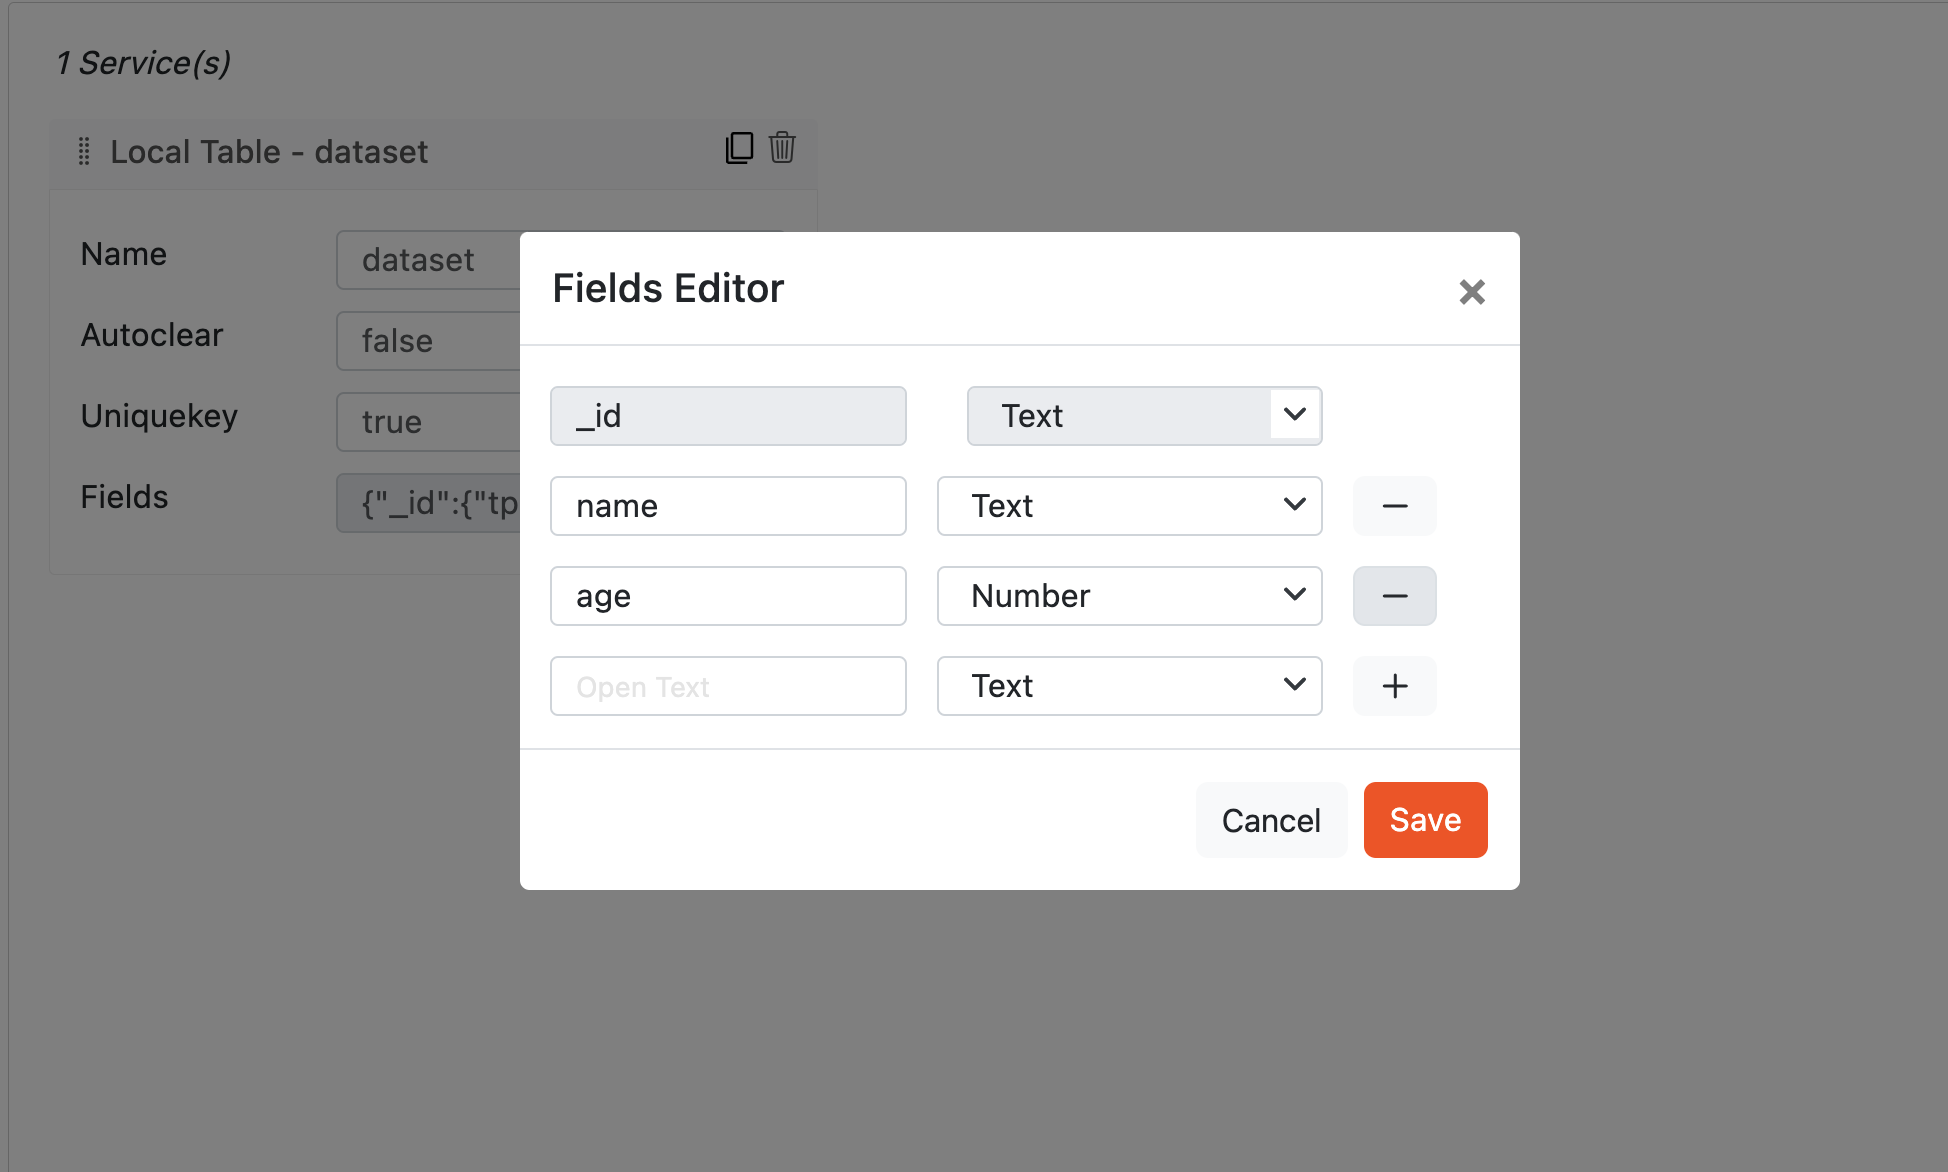 1 Service(s)
Local Table - dataset
Name
dataset
Autoclear
false
Uniquekey
true
Fields
{"_id":{"tp
Fields Editor
_id
Text
name
Text
age
Number
Open Text
Text
Cancel
Save